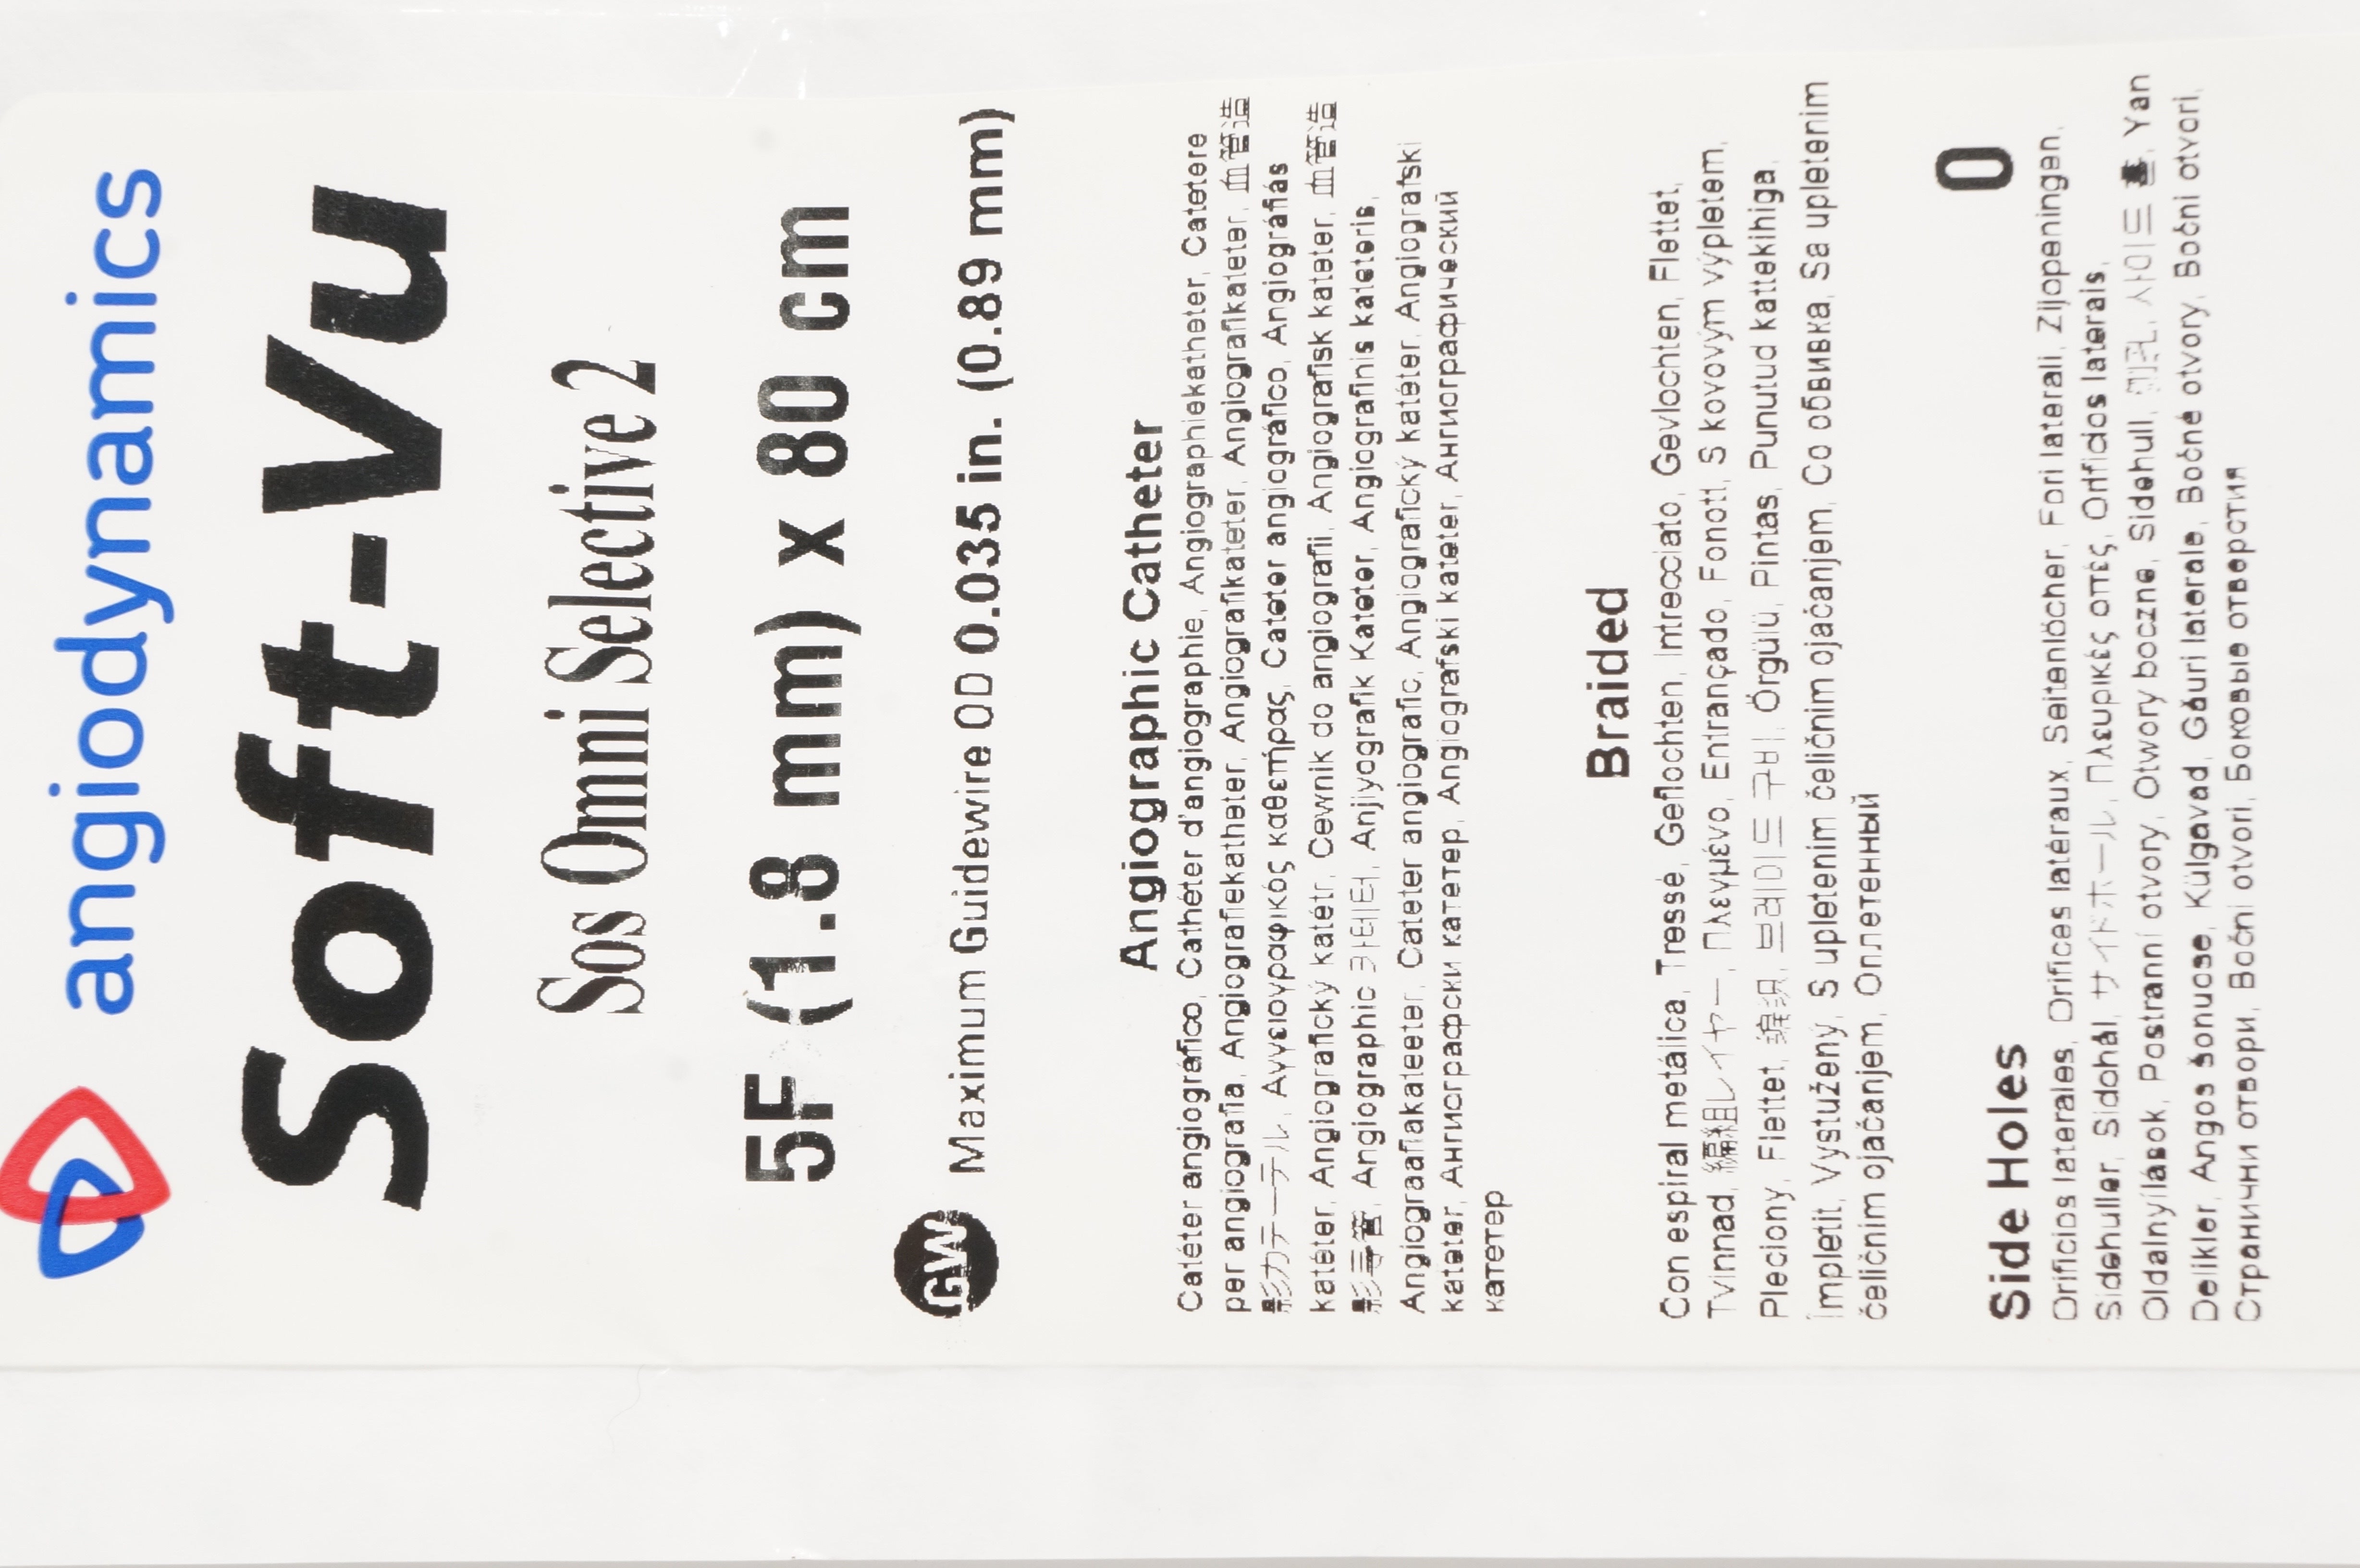 angiodynamics
Soft-Vu
Sos Omni Selective 2
5F (1.8 mm) x 80 cm
GW Maximum Guidewire OD 0.035 in. (0.89 mm)
Angiographic Catheter
Catéter angiográfico, Cathéter d'angiographie, Angiographiekatheter, Catetere
per angiografia, Angiografiekatheter, Angiografikateter, Angiografikateter, 血管造
影カテーテル, Αγγειογραφικός καθετήρας, Cateter angiográfico, Angiográfiás
katéter, Angiografický katétr, Cewnik do angiografii, Angiografisk kateter, 血管造
影导管, Angiographic 카테터, Anjiyografik Kateter, Angiografinis kateteris,
Angiograafiakateeter, Cateter angiografic, Angiografický katéter, Angiografski
kateter, Ангиографски катетер, Angiografski kateter, Ангиографический
катетер
Braided
Con espiral metálica, Tressé, Geflochten, Intrecciato, Gevlochten, Flettet,
Tvinnad, 編組レイヤー, Πλεγμένο, Entrançado, Fonott, S kovovým výpletem,
Pleciony, Flettet, 编织, 브레이드 구비, Örgülü, Pintas, Punutud kattekihiga,
Împletit, Vystužený, S upletenim čeličnim ojačanjem, Со обвивка, Sa upletenim
čeličnim ojačanjem, Оплетенный
Side Holes 0
Orificios laterales, Orifices latéraux, Seitenlöcher, Fori laterali, Zijopeningen,
Sidehuller, Sidohål, サイドホール, Πλευρικές οπές, Orifícios laterais,
Oldalnyílások, Postranní otvory, Otwory boczne, Sidehull, 侧孔, 사이드 홀, Yan
Delikler, Angos šonuose, Külgavad, Găuri laterale, Bočné otvory, Bočni otvori,
Странични отвори, Bočni otvori, Боковые отверстия